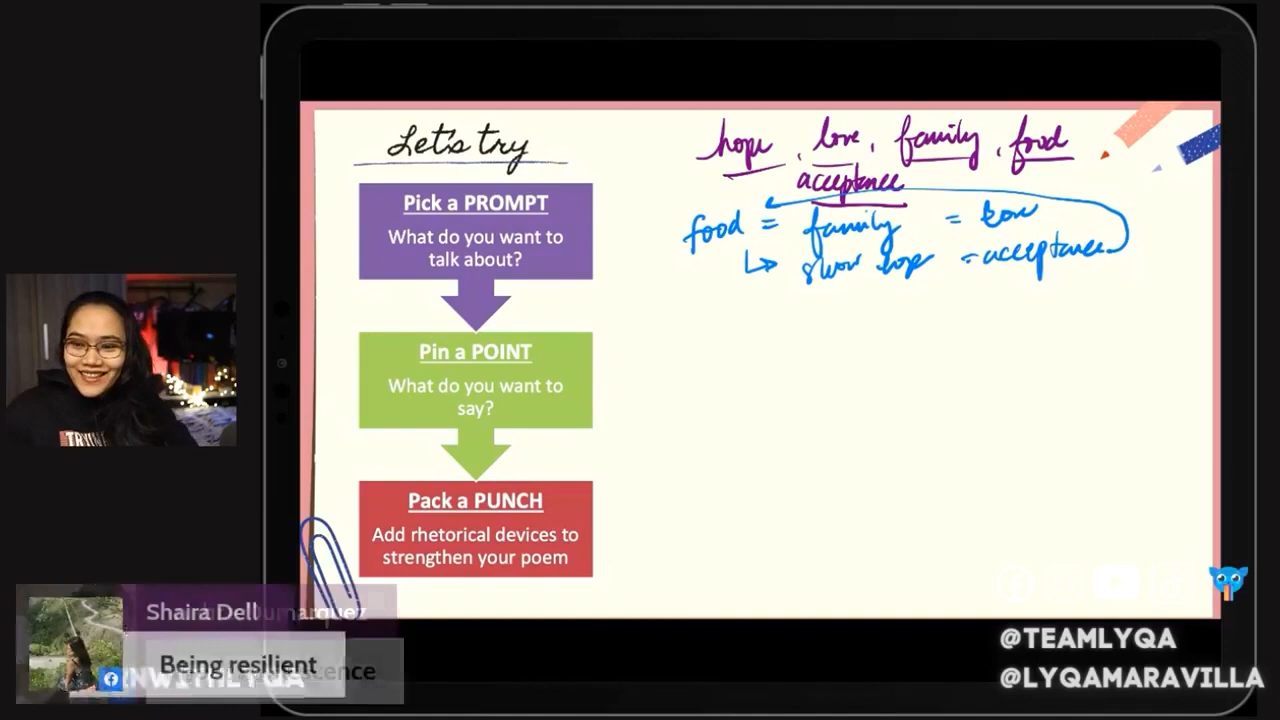 Let's try
hope, love, family, food
acceptance
Pick a PROMPT
What do you want to
talk about?
food = family = love
↳ show hope = acceptance
Pin a POINT
What do you want to
say?
Pack a PUNCH
Add rhetorical devices to
strengthen your poem
Shaira Dell
Being resilient
@TEAMLYQA
@LYQAMARAVILLA